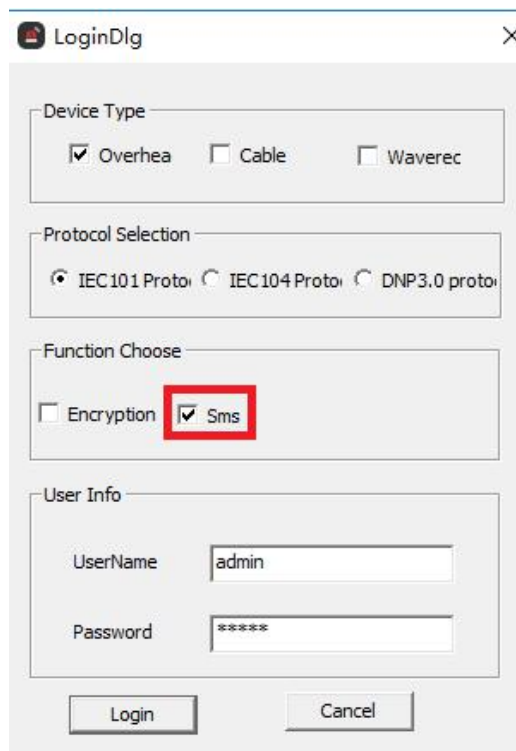 LoginDlg
Device Type
Overhea Cable Waverec
Protocol Selection
IEC101 Proto IEC104 Proto DNP3.0 proto
Function Choose
Encryption Sms
User Info
UserName admin
Password *****
Login Cancel